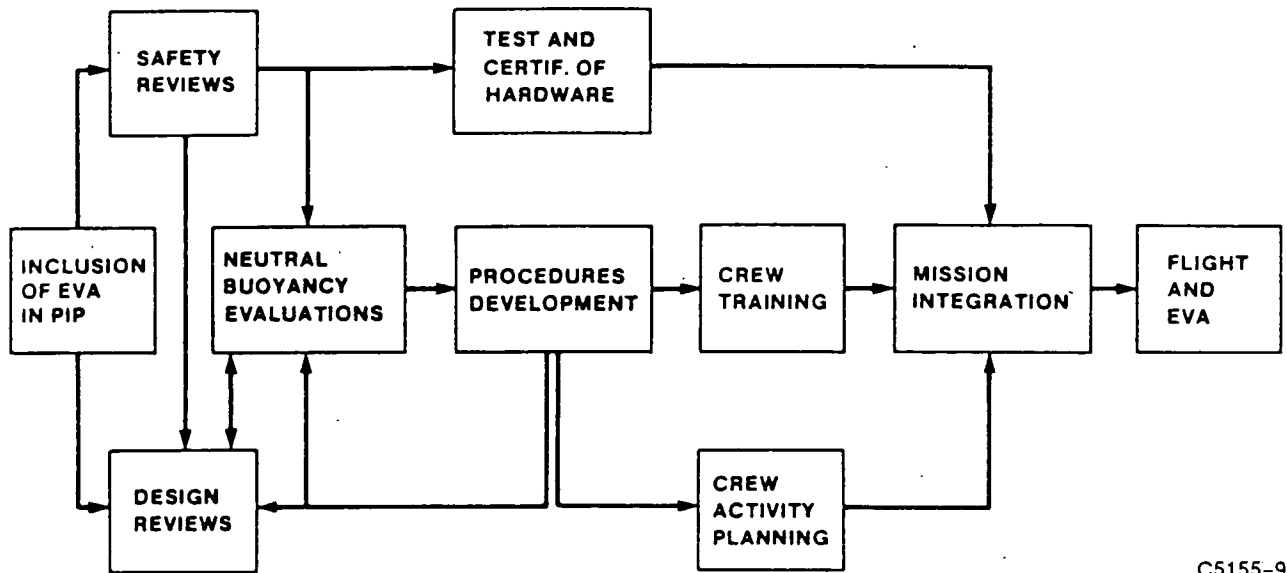 SAFETY
REVIEWS
TEST AND
CERTIF. OF
HARDWARE
INCLUSION
OF EVA
IN PIP
NEUTRAL
BUOYANCY
EVALUATIONS
PROCEDURES
DEVELOPMENT
CREW
TRAINING
MISSION
INTEGRATION
FLIGHT
AND
EVA
DESIGN
REVIEWS
CREW
ACTIVITY
PLANNING
C5155-9